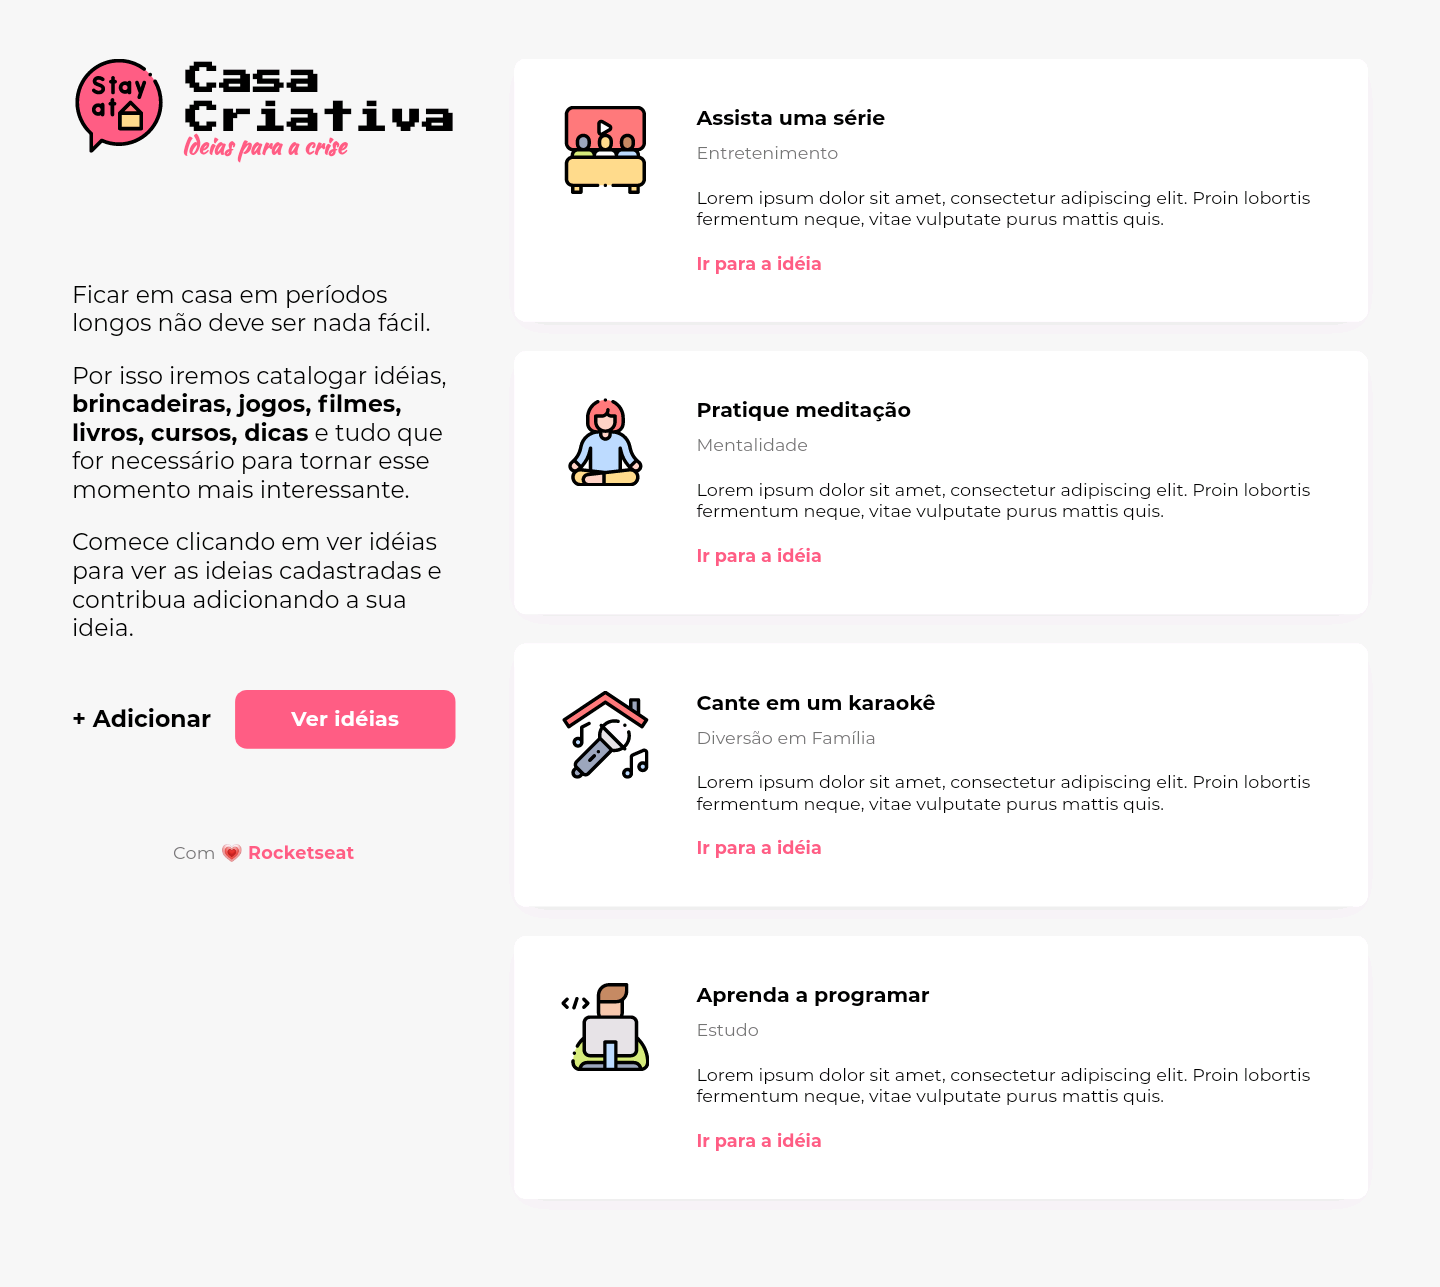 Stay
at
Casa
Criativa
Ideias para a crise
Ficar em casa em períodos
longos não deve ser nada fácil.
Por isso iremos catalogar idéias,
brincadeiras, jogos, filmes,
livros, cursos, dicas e tudo que
for necessário para tornar esse
momento mais interessante.
Comece clicando em ver idéias
para ver as ideias cadastradas e
contribua adicionando a sua
ideia.
+ Adicionar
Ver idéias
Com 💗 Rocketseat
Assista uma série
Entretenimento
Lorem ipsum dolor sit amet, consectetur adipiscing elit. Proin lobortis
fermentum neque, vitae vulputate purus mattis quis.
Ir para a idéia
Pratique meditação
Mentalidade
Lorem ipsum dolor sit amet, consectetur adipiscing elit. Proin lobortis
fermentum neque, vitae vulputate purus mattis quis.
Ir para a idéia
Cante em um karaokê
Diversão em Família
Lorem ipsum dolor sit amet, consectetur adipiscing elit. Proin lobortis
fermentum neque, vitae vulputate purus mattis quis.
Ir para a idéia
Aprenda a programar
Estudo
Lorem ipsum dolor sit amet, consectetur adipiscing elit. Proin lobortis
fermentum neque, vitae vulputate purus mattis quis.
Ir para a idéia